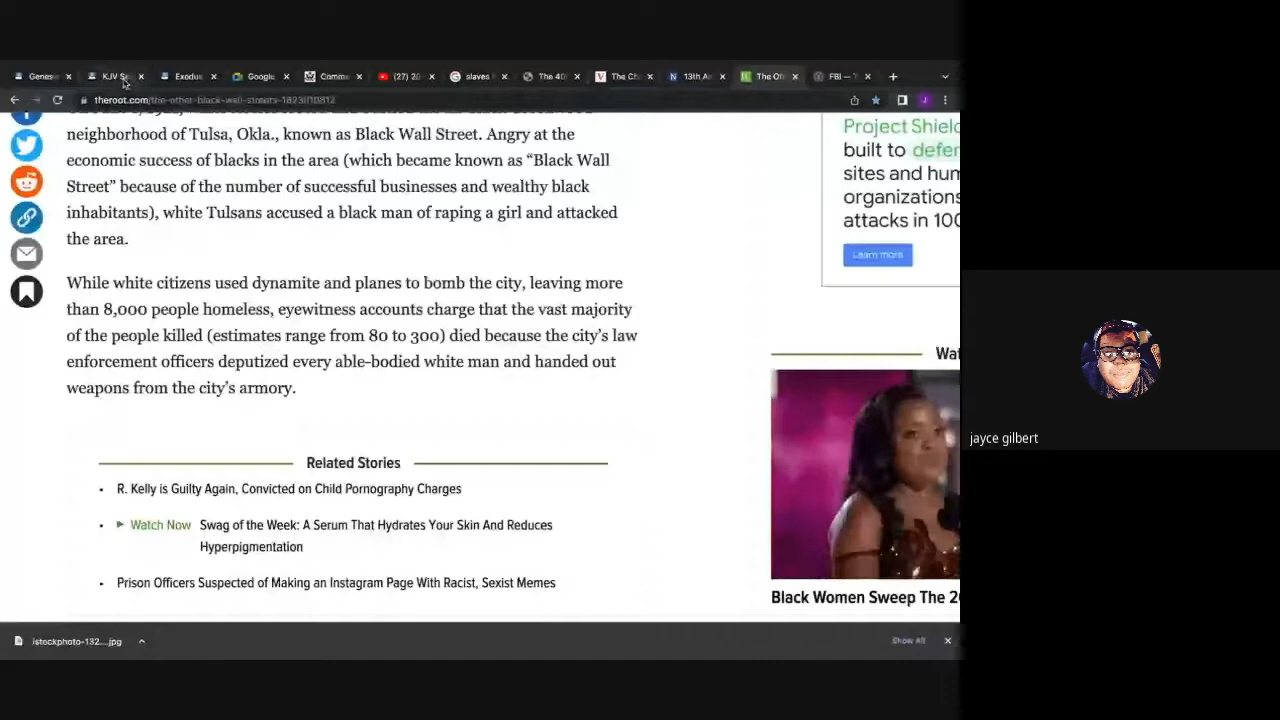 Genes
KJV Se
Exodus
Google
Comme
(27) 20
slaves
The 40
The Ch
13th A
The Ot
FBI — T
theroot.com/the-other-black-wall-streets-1823010812
neighborhood of Tulsa, Okla., known as Black Wall Street. Angry at the
economic success of blacks in the area (which became known as “Black Wall
Street” because of the number of successful businesses and wealthy black
inhabitants), white Tulsans accused a black man of raping a girl and attacked
the area.
While white citizens used dynamite and planes to bomb the city, leaving more
than 8,000 people homeless, eyewitness accounts charge that the vast majority
of the people killed (estimates range from 80 to 300) died because the city’s law
enforcement officers deputized every able-bodied white man and handed out
weapons from the city’s armory.
Related Stories
• R. Kelly is Guilty Again, Convicted on Child Pornography Charges
• Watch Now Swag of the Week: A Serum That Hydrates Your Skin And Reduces
Hyperpigmentation
• Prison Officers Suspected of Making an Instagram Page With Racist, Sexist Memes
Project Shield
built to defen
sites and hum
organizations
attacks in 100
Learn more
Wat
Black Women Sweep The 2
jayce gilbert
istockphoto-132....jpg
Show All